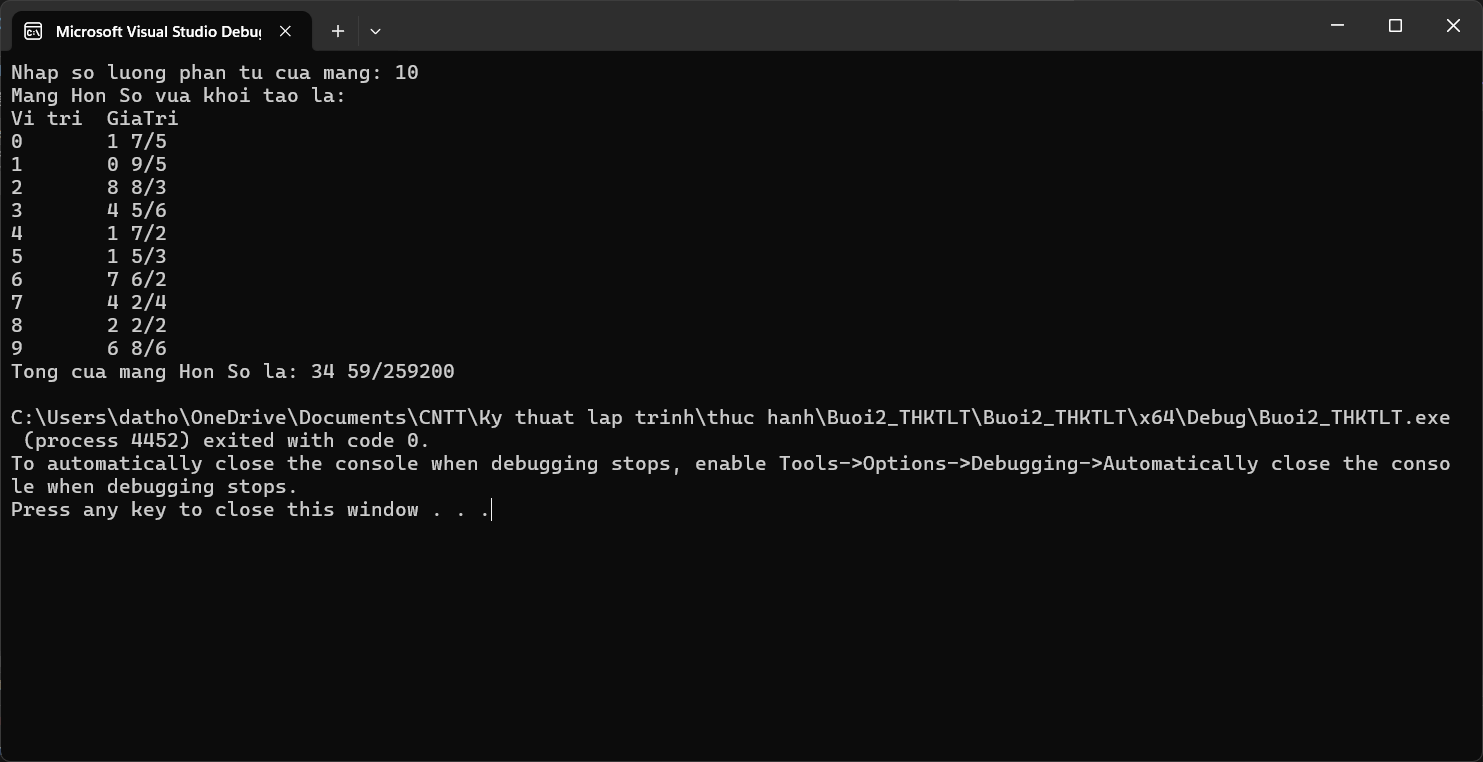 Microsoft Visual Studio Debu
Nhap so luong phan tu cua mang: 10
Mang Hon So vua khoi tao la:
Vi tri  GiaTri
0       1 7/5
1       0 9/5
2       8 8/3
3       4 5/6
4       1 7/2
5       1 5/3
6       7 6/2
7       4 2/4
8       2 2/2
9       6 8/6
Tong cua mang Hon So la: 34 59/259200
C:\Users\datho\OneDrive\Documents\CNTT\Ky thuat lap trinh\thuc hanh\Buoi2_THKTLT\Buoi2_THKTLT\x64\Debug\Buoi2_THKTLT.exe
 (process 4452) exited with code 0.
To automatically close the console when debugging stops, enable Tools->Options->Debugging->Automatically close the conso
le when debugging stops.
Press any key to close this window . . .